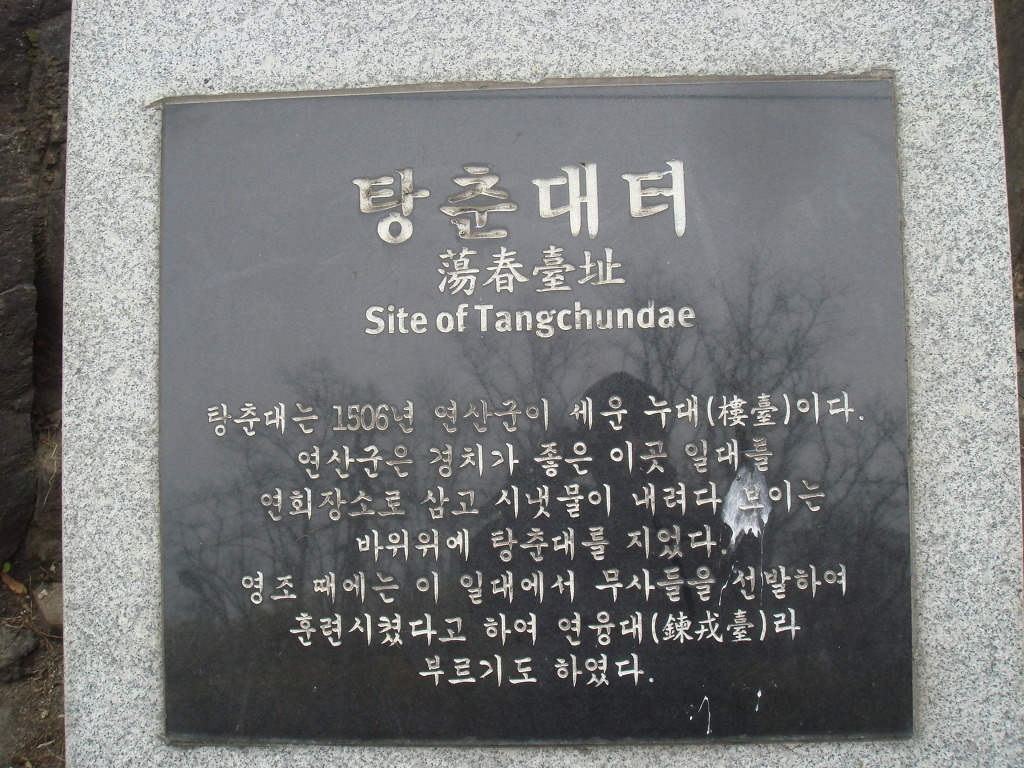 탕춘대터
蕩春臺址
Site of Tangchundae
탕춘대는 1506년 연산군이 세운 누대(樓臺)이다.
연산군은 경치가 좋은 이곳 일대를
연회장소로 삼고 시냇물이 내려다 보이는
바위위에 탕춘대를 지었다.
영조 때에는 이 일대에서 무사들을 선발하여
훈련시켰다고 하여 연융대(鍊戎臺)라
부르기도 하였다.